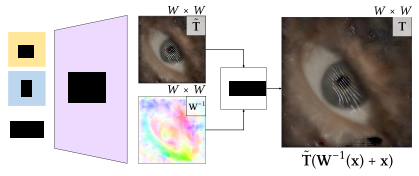 W × W
T̃
W × W
W⁻¹
W × W
T
T̃(W⁻¹(x) + x)